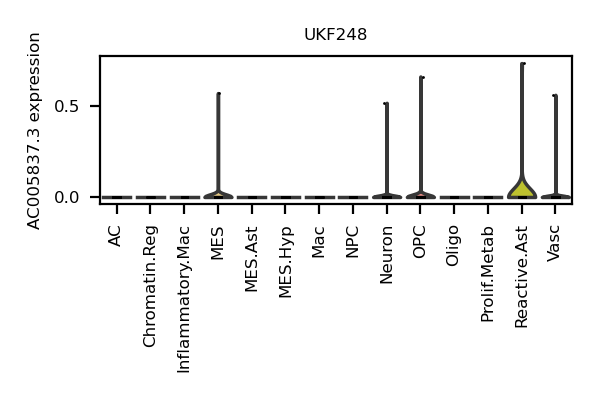 UKF248
AC005837.3 expression
0.5
0.0
AC
Chromatin.Reg
Inflammatory.Mac
MES
MES.Ast
MES.Hyp
Mac
NPC
Neuron
OPC
Oligo
Prolif.Metab
Reactive.Ast
Vasc